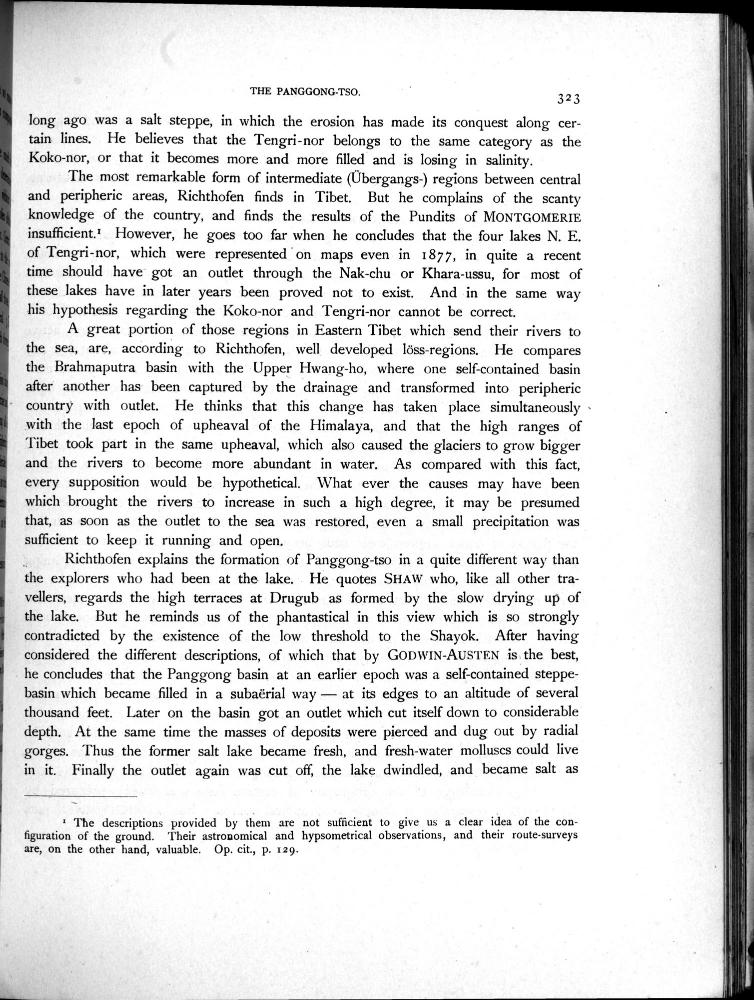 THE PANGGONG-TSO.
323
long ago was a salt steppe, in which the erosion has made its conquest along cer-
tain lines. He believes that the Tengri-nor belongs to the same category as the
Koko-nor, or that it becomes more and more filled and is losing in salinity.
The most remarkable form of intermediate (Übergangs-) regions between central
and peripheric areas, Richthofen finds in Tibet. But he complains of the scanty
knowledge of the country, and finds the results of the Pundits of MONTGOMERIE
insufficient.¹ However, he goes too far when he concludes that the four lakes N. E.
of Tengri-nor, which were represented on maps even in 1877, in quite a recent
time should have got an outlet through the Nak-chu or Khara-ussu, for most of
these lakes have in later years been proved not to exist. And in the same way
his hypothesis regarding the Koko-nor and Tengri-nor cannot be correct.
A great portion of those regions in Eastern Tibet which send their rivers to
the sea, are, according to Richthofen, well developed löss-regions. He compares
the Brahmaputra basin with the Upper Hwang-ho, where one self-contained basin
after another has been captured by the drainage and transformed into peripheric
country with outlet. He thinks that this change has taken place simultaneously
with the last epoch of upheaval of the Himalaya, and that the high ranges of
Tibet took part in the same upheaval, which also caused the glaciers to grow bigger
and the rivers to become more abundant in water. As compared with this fact,
every supposition would be hypothetical. What ever the causes may have been
which brought the rivers to increase in such a high degree, it may be presumed
that, as soon as the outlet to the sea was restored, even a small precipitation was
sufficient to keep it running and open.
Richthofen explains the formation of Panggong-tso in a quite different way than
the explorers who had been at the lake. He quotes SHAW who, like all other tra-
vellers, regards the high terraces at Drugub as formed by the slow drying up of
the lake. But he reminds us of the phantastical in this view which is so strongly
contradicted by the existence of the low threshold to the Shayok. After having
considered the different descriptions, of which that by GODWIN-AUSTEN is the best,
he concludes that the Panggong basin at an earlier epoch was a self-contained steppe-
basin which became filled in a subaërial way — at its edges to an altitude of several
thousand feet. Later on the basin got an outlet which cut itself down to considerable
depth. At the same time the masses of deposits were pierced and dug out by radial
gorges. Thus the former salt lake became fresh, and fresh-water molluscs could live
in it. Finally the outlet again was cut off, the lake dwindled, and became salt as
¹ The descriptions provided by them are not sufficient to give us a clear idea of the con-
figuration of the ground. Their astronomical and hypsometrical observations, and their route-surveys
are, on the other hand, valuable. Op. cit., p. 129.